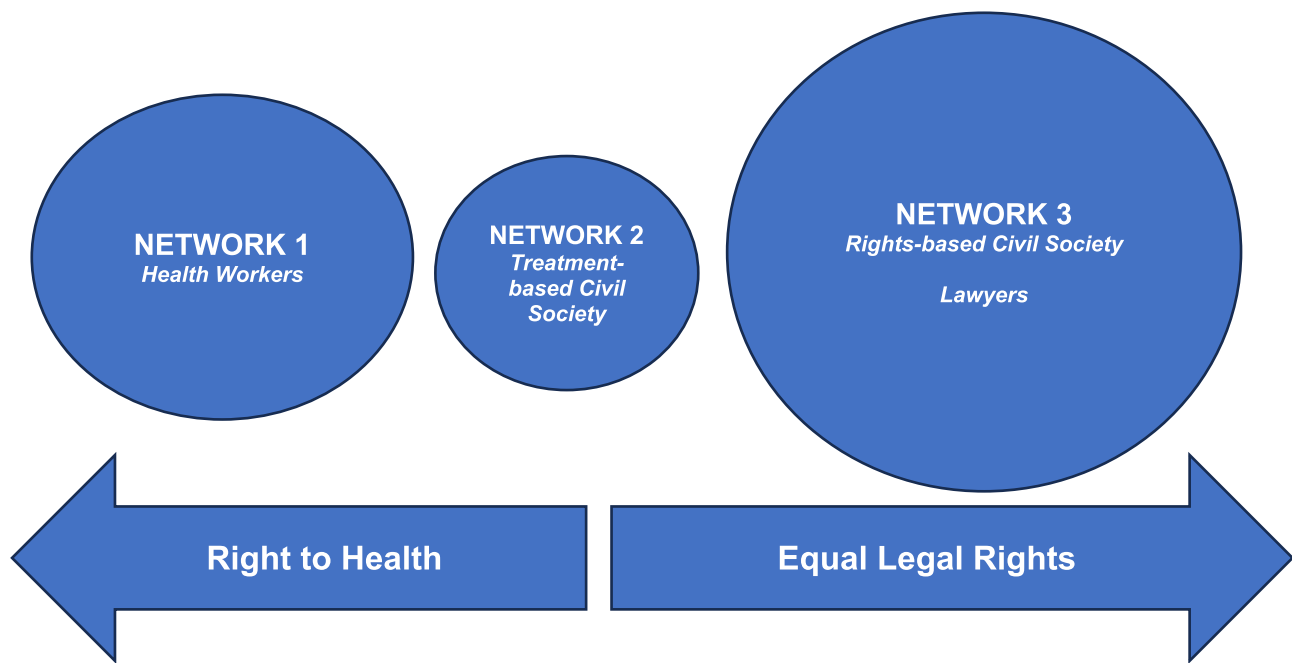 NETWORK 1
Health Workers
NETWORK 2
Treatment-
based Civil
Society
NETWORK 3
Rights-based Civil Society
Lawyers
Right to Health
Equal Legal Rights